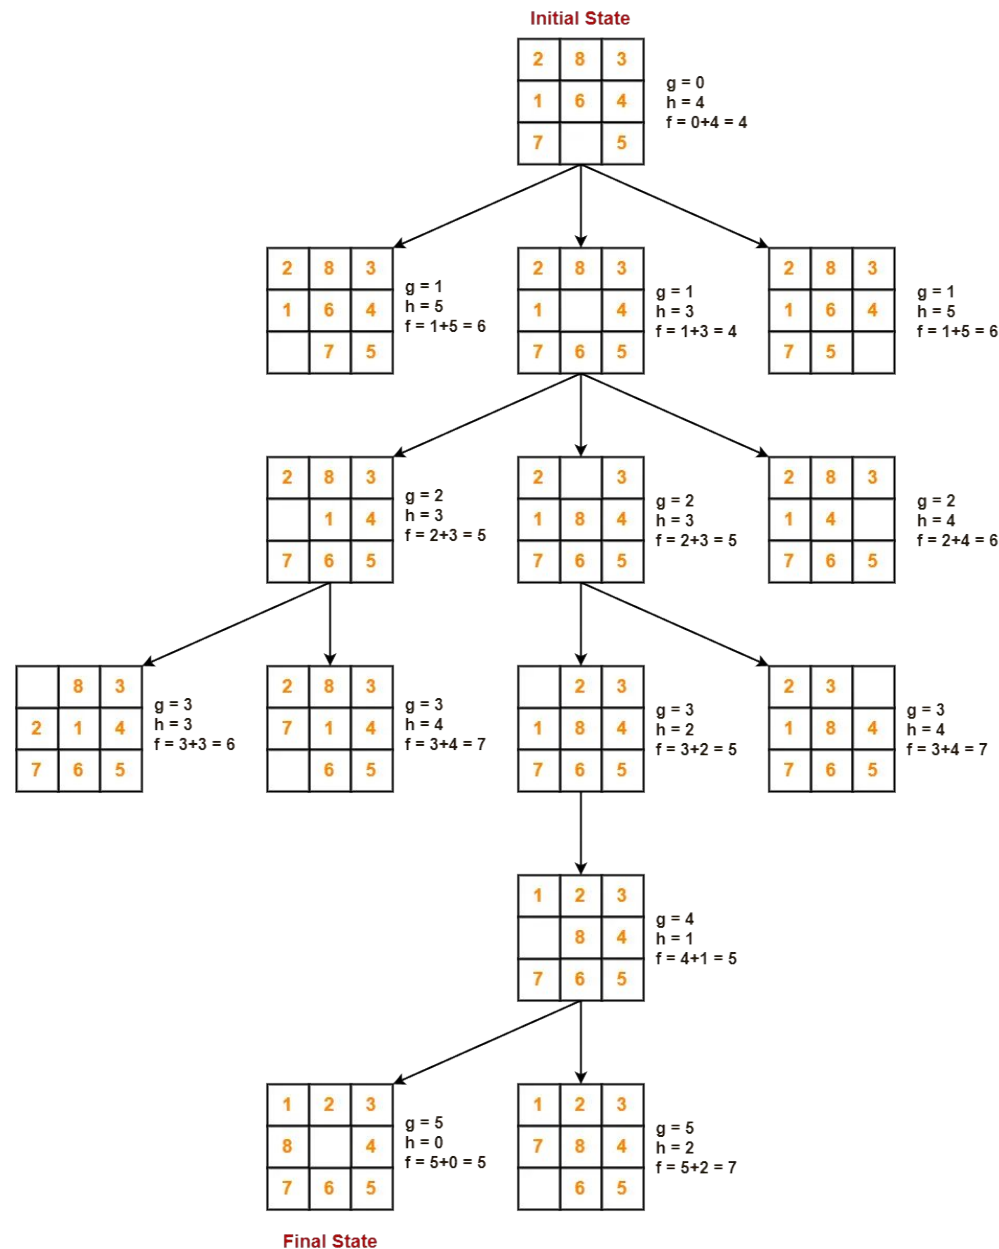 Initial State
2 8 3
1 6 4
7 5
g = 0
h = 4
f = 0+4 = 4
2 8 3
1 6 4
7 5
g = 1
h = 5
f = 1+5 = 6
2 8 3
1 4
7 6 5
g = 1
h = 3
f = 1+3 = 4
2 8 3
1 6 4
7 5
g = 1
h = 5
f = 1+5 = 6
2 8 3
1 4
7 6 5
g = 2
h = 3
f = 2+3 = 5
2 3
1 8 4
7 6 5
g = 2
h = 3
f = 2+3 = 5
2 8 3
1 4
7 6 5
g = 2
h = 4
f = 2+4 = 6
8 3
2 1 4
7 6 5
g = 3
h = 3
f = 3+3 = 6
2 8 3
7 1 4
6 5
g = 3
h = 4
f = 3+4 = 7
2 3
1 8 4
7 6 5
g = 3
h = 2
f = 3+2 = 5
2 3
1 8 4
7 6 5
g = 3
h = 4
f = 3+4 = 7
1 2 3
8 4
7 6 5
g = 4
h = 1
f = 4+1 = 5
1 2 3
8 4
7 6 5
g = 5
h = 0
f = 5+0 = 5
1 2 3
7 8 4
6 5
g = 5
h = 2
f = 5+2 = 7
Final State